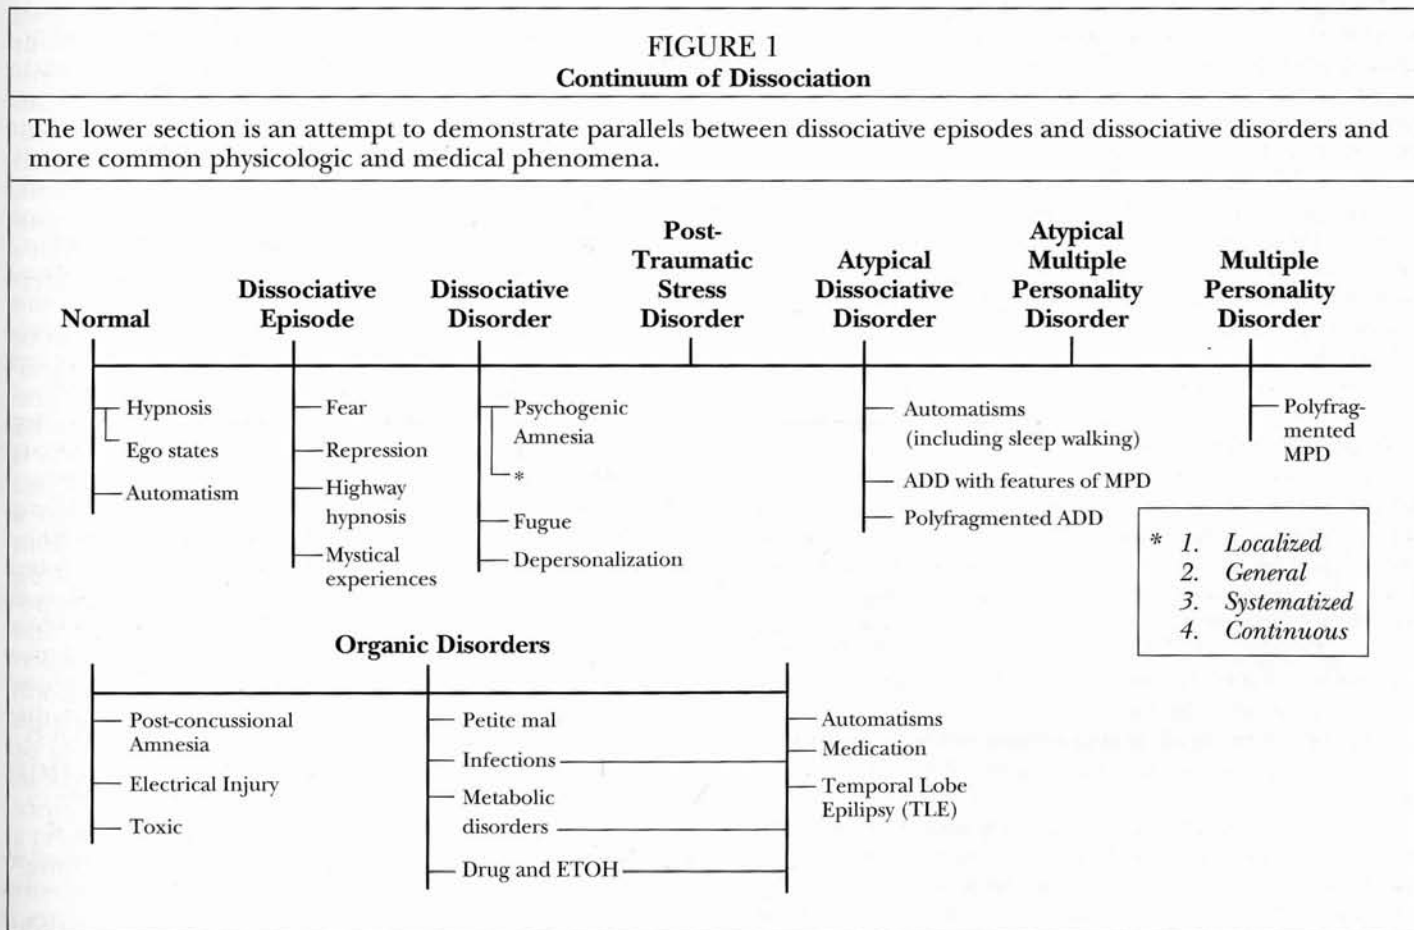 FIGURE 1
Continuum of Dissociation
The lower section is an attempt to demonstrate parallels between dissociative episodes and dissociative disorders and
more common physicologic and medical phenomena.
Normal
Dissociative
Episode
Dissociative
Disorder
Post-
Traumatic
Stress
Disorder
Atypical
Dissociative
Disorder
Atypical
Multiple
Personality
Disorder
Multiple
Personality
Disorder
Hypnosis
Ego states
Automatism
Fear
Repression
Highway
hypnosis
Mystical
experiences
Psychogenic
Amnesia
*
Fugue
Depersonalization
Automatisms
(including sleep walking)
ADD with features of MPD
Polyfragmented ADD
Polyfrag-
mented
MPD
* 1. Localized
2. General
3. Systematized
4. Continuous
Organic Disorders
Post-concussional
Amnesia
Electrical Injury
Toxic
Petite mal
Infections
Metabolic
disorders
Drug and ETOH
Automatisms
Medication
Temporal Lobe
Epilipsy (TLE)